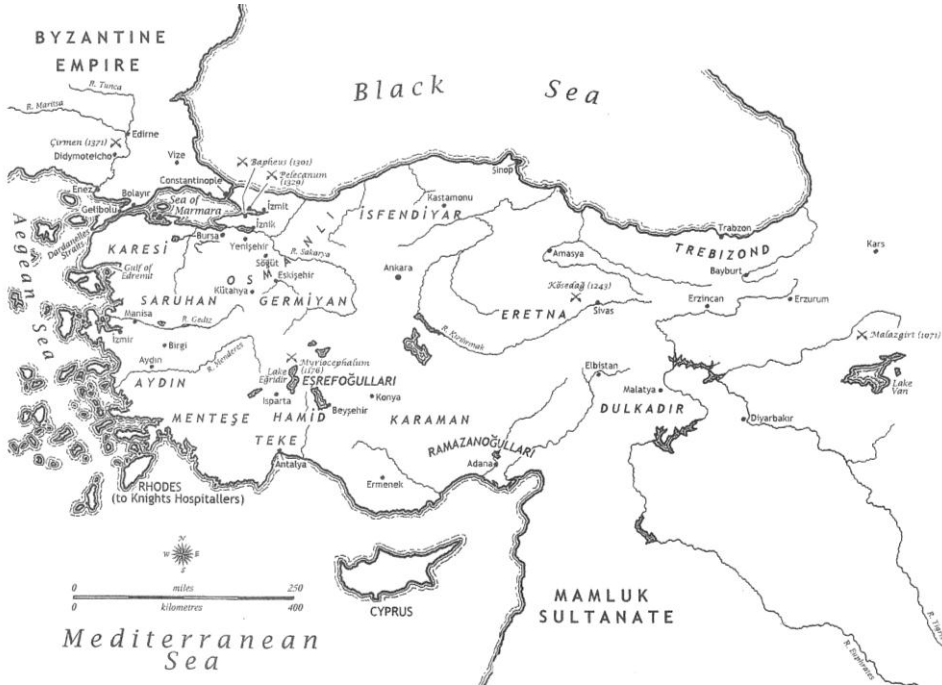 BYZANTINE
EMPIRE
R. Tunca
R. Maritsa
Black Sea
Edirne
Çırmen (1371)
Didymoteicho
Vize
Bapheus (1301)
Pelecanum
(1329)
Constantinople
Sinop
Enez
Bolayır
Gelibolu
Sea of
Marmara
İzmit
İznik
Kastamonu
İSFENDİYAR
Aegean Sea
Dardanelles
Straits
KARESİ
Bursa
Yenişehir
R. Sakarya
Söğüt
OSMANLI
Eskişehir
Ankara
Amasya
Trabzon
TREBIZOND
Bayburt
Kars
Gulf of
Edremit
Kütahya
SARUHAN
GERMİYAN
Kösedağ (1243)
Sivas
ERETNA
Erzincan
Erzurum
Manisa
R. Gediz
R. Kızılırmak
Malazgirt (1071)
İzmir
Birgi
Aydın
R. Menderes
AYDIN
Myriocephalum
(1176)
Lake
Eğridir
EŞREFOĞULLARI
Isparta
Konya
Beyşehir
Elbistan
Malatya
DULKADIR
Diyarbakır
Lake
Van
MENTEŞE
HAMİD
KARAMAN
TEKE
Antalya
RAMAZANOĞULLARI
Adana
Ermenek
RHODES
(to Knights Hospitallers)
N
W E
S
0 miles 250
0 kilometres 400
CYPRUS
MAMLUK
SULTANATE
Mediterranean
Sea
R. Euphrates